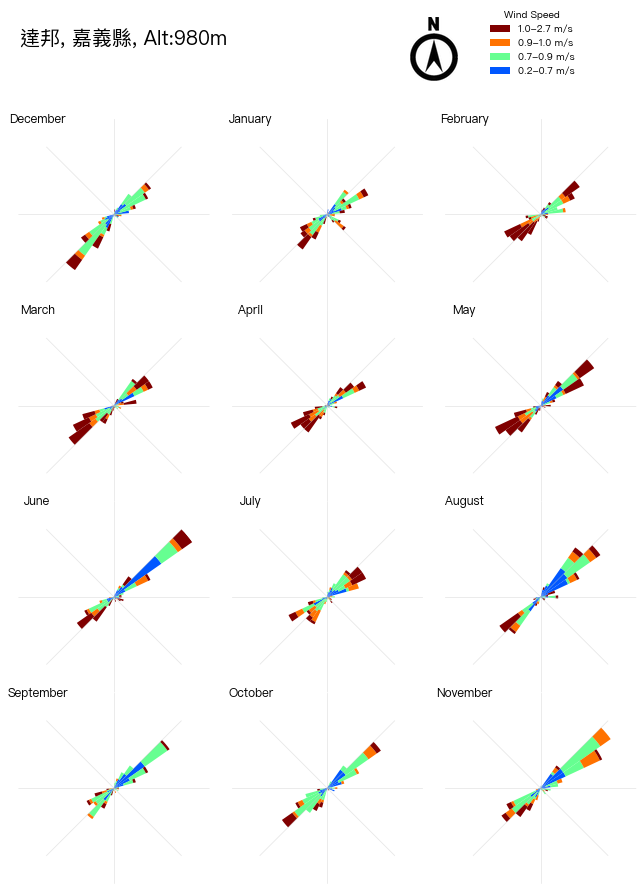 達邦, 嘉義縣, Alt:980m
N
Wind Speed
1.0–2.7 m/s
0.9–1.0 m/s
0.7–0.9 m/s
0.2–0.7 m/s
December
January
February
March
April
May
June
July
August
September
October
November